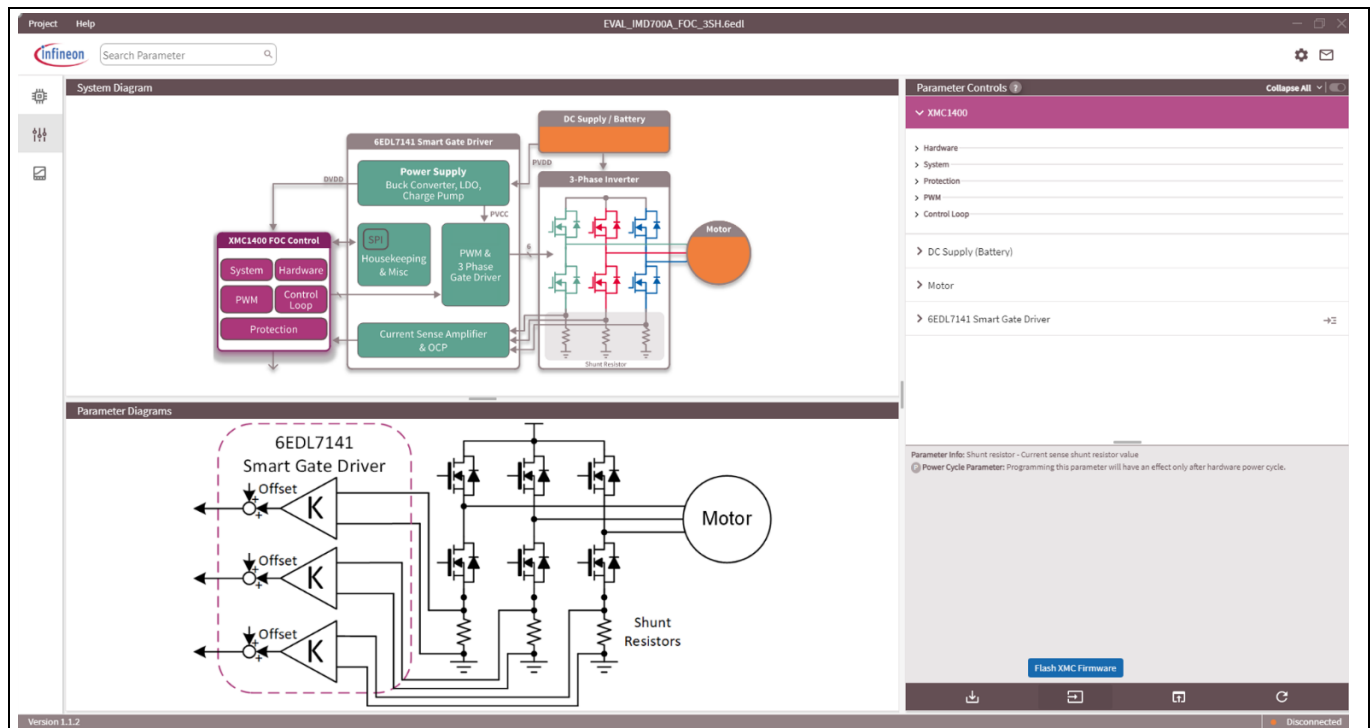 Project Help EVAL_IMD700A_FOC_3SH.6edl
infineon Search Parameter
System Diagram
DC Supply / Battery
6EDL7141 Smart Gate Driver
Power Supply
Buck Converter, LDO,
Charge Pump
DVDD
PVDD
PVCC
3-Phase Inverter
XMC1400 FOC Control
System Hardware
PWM Control
Loop
Protection
SPI
Housekeeping
& Misc
PWM &
3 Phase
Gate Driver
6
Motor
Current Sense Amplifier
& OCP
Shunt Resistor
Parameter Diagrams
6EDL7141
Smart Gate Driver
Offset
+
+
K
Offset
+
+
K
Offset
+
+
K
Motor
Shunt
Resistors
Parameter Controls ? Collapse All
XMC1400
Hardware
System
Protection
PWM
Control Loop
DC Supply (Battery)
Motor
6EDL7141 Smart Gate Driver
Parameter Info: Shunt resistor - Current sense shunt resistor value
P Power Cycle Parameter: Programming this parameter will have an effect only after hardware power cycle.
Flash XMC Firmware
Version 1.1.2 Disconnected